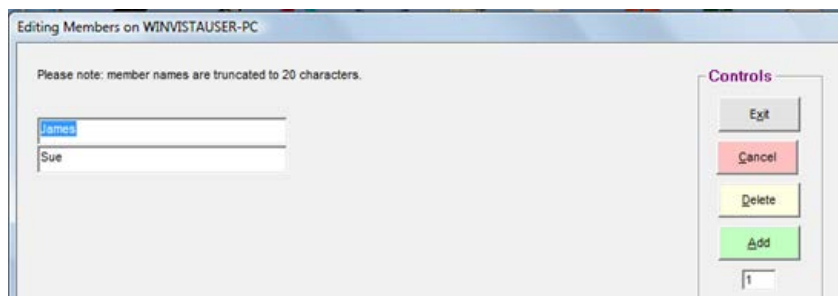 Editing Members on WINVISTAUSER-PC
Please note: member names are truncated to 20 characters.
James
Sue
Controls
Exit
Cancel
Delete
Add
1